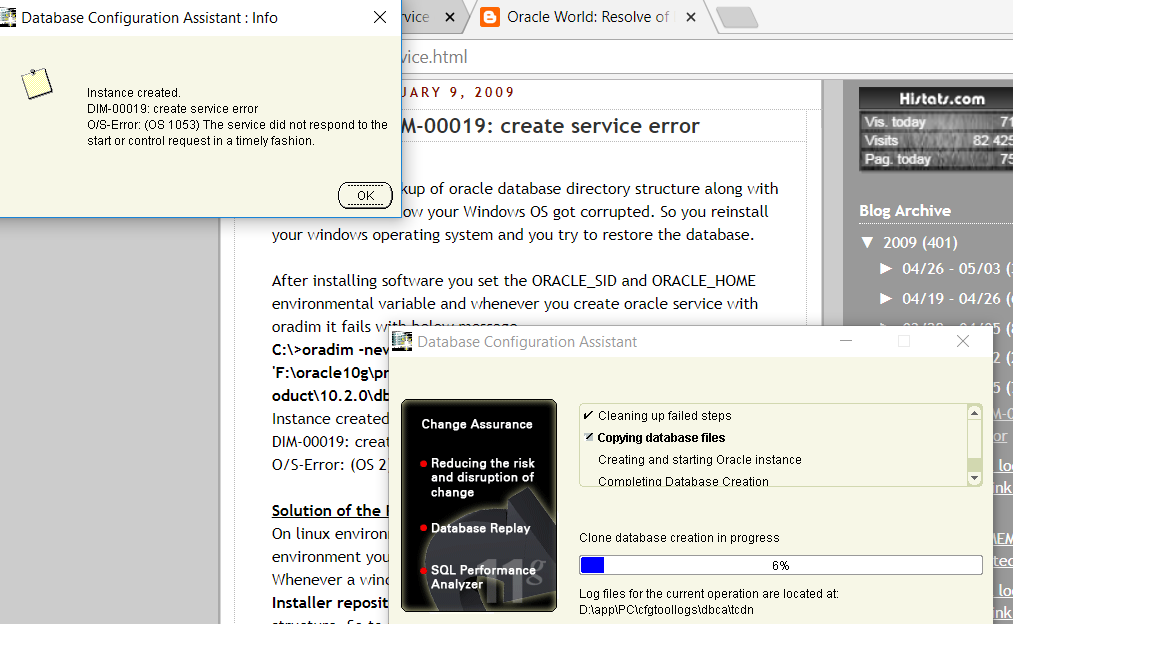 Database Configuration Assistant : Info
Instance created.
DIM-00019: create service error
O/S-Error: (OS 1053) The service did not respond to the
start or control request in a timely fashion.
OK
Oracle World: Resolve of
vice.html
9, 2009
create service error
of oracle database directory structure along with
your Windows OS got corrupted. So you reinstall
your windows operating system and you try to restore the database.
After installing software you set the ORACLE_SID and ORACLE_HOME
environmental variable and whenever you create oracle service with
oradim it fails with below message
C:\>oradim -new
'F:\oracle10g\pr
oduct\10.2.0\db
Instance created
DIM-00019: creat
O/S-Error: (OS 2
Solution of the
On linux environ
environment you
Whenever a wind
Installer reposit
Histats.com
Vis. today 71
Visits 82 425
Pag. today 75
Blog Archive
▼ 2009 (401)
► 04/26 - 05/03
► 04/19 - 04/26
Database Configuration Assistant
Change Assurance
Reducing the risk
and disruption of
change
Database Replay
SQL Performance
Analyzer
11g
Cleaning up failed steps
Copying database files
Creating and starting Oracle instance
Completing Database Creation
Clone database creation in progress
6%
Log files for the current operation are located at:
D:\app\PC\cfgtoollogs\dbca\tcdn